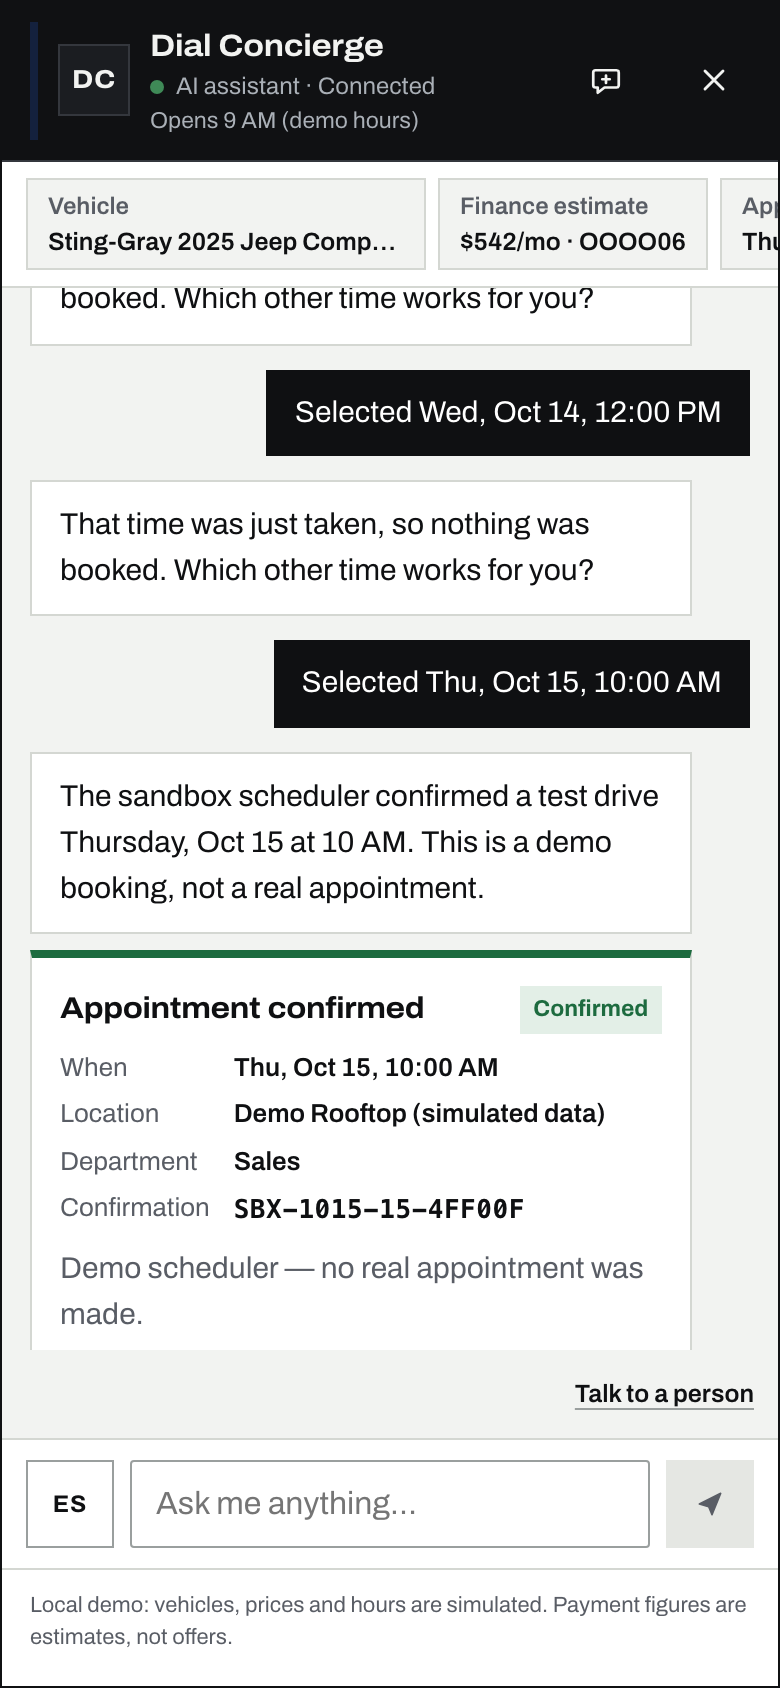 DC
Dial Concierge
AI assistant · Connected
Opens 9 AM (demo hours)
Vehicle
Sting-Gray 2025 Jeep Comp...
Finance estimate
$542/mo · OOOO06
App
Thu
booked. Which other time works for you?
Selected Wed, Oct 14, 12:00 PM
That time was just taken, so nothing was
booked. Which other time works for you?
Selected Thu, Oct 15, 10:00 AM
The sandbox scheduler confirmed a test drive
Thursday, Oct 15 at 10 AM. This is a demo
booking, not a real appointment.
Appointment confirmed
Confirmed
When Thu, Oct 15, 10:00 AM
Location Demo Rooftop (simulated data)
Department Sales
Confirmation SBX-1015-15-4FF00F
Demo scheduler — no real appointment was
made.
Talk to a person
ES
Ask me anything...
Local demo: vehicles, prices and hours are simulated. Payment figures are
estimates, not offers.